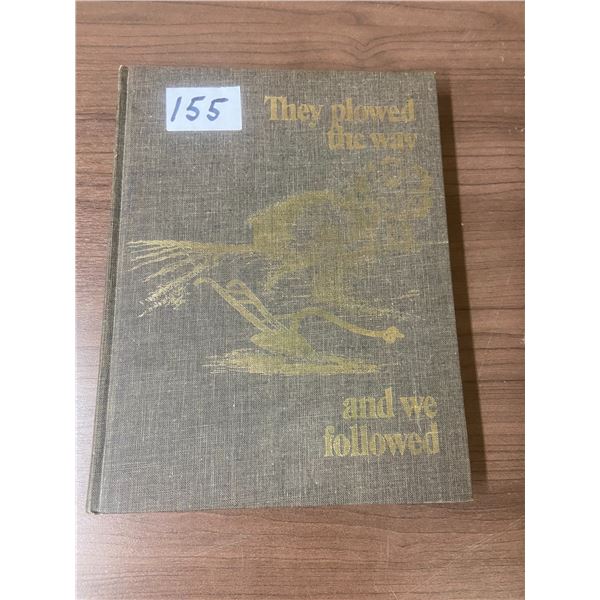 155
They plowed
the way
and we
followed